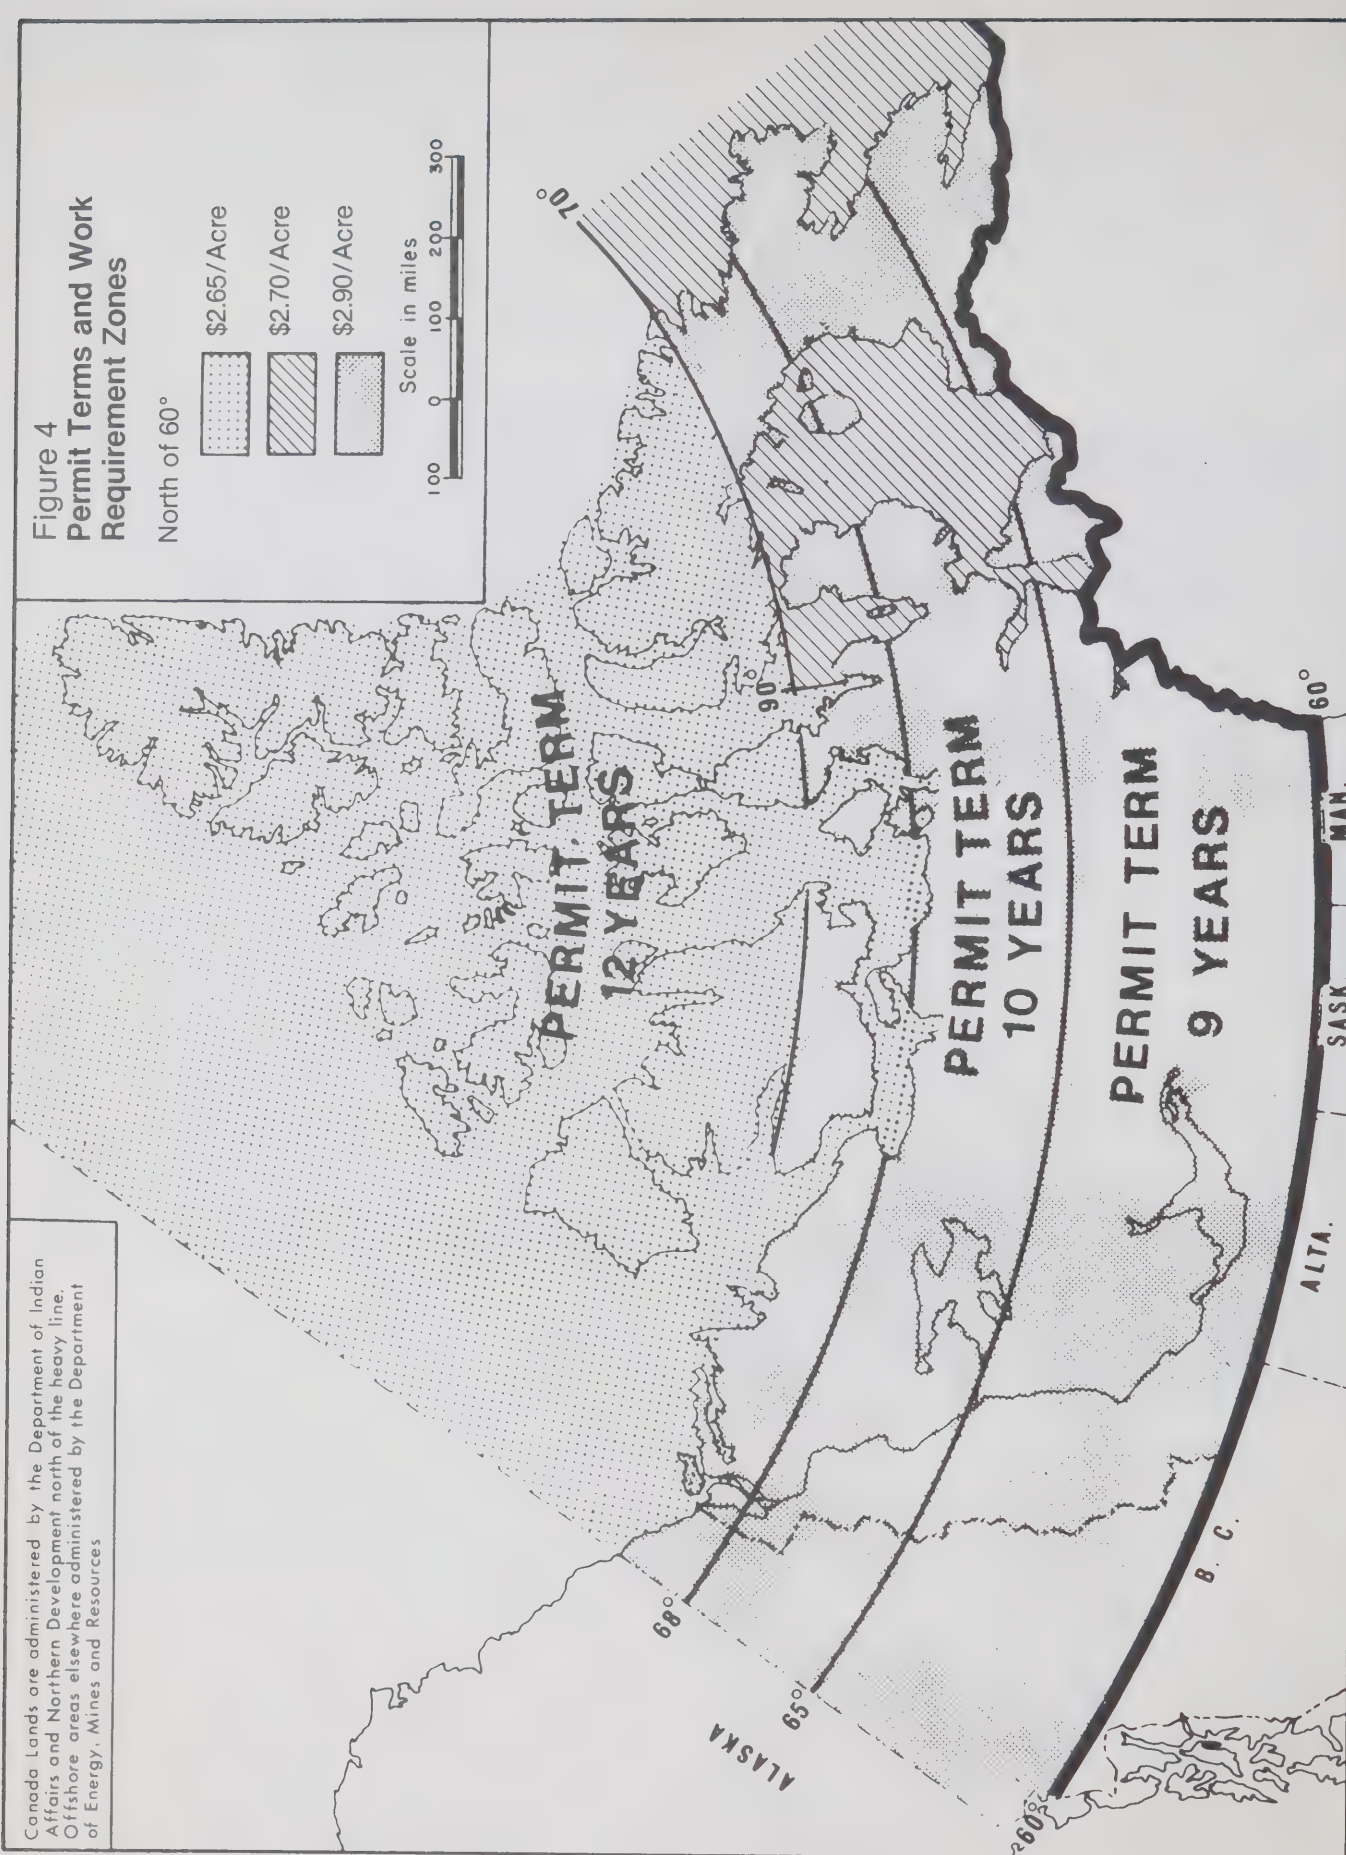 Figure 4
Permit Terms and Work
Requirement Zones
North of 60°
$2.65/Acre
$2.70/Acre
$2.90/Acre
Scale in miles
100 0 100 200 300
Canada Lands are administered by the Department of Indian
Affairs and Northern Development north of the heavy line.
Offshore areas elsewhere administered by the Department
of Energy, Mines and Resources
70°
90°
PERMIT TERM
12 YEARS
PERMIT TERM
10 YEARS
PERMIT TERM
9 YEARS
68°
65°
60°
60°
ALASKA
B. C.
ALTA.
SASK
MAN.